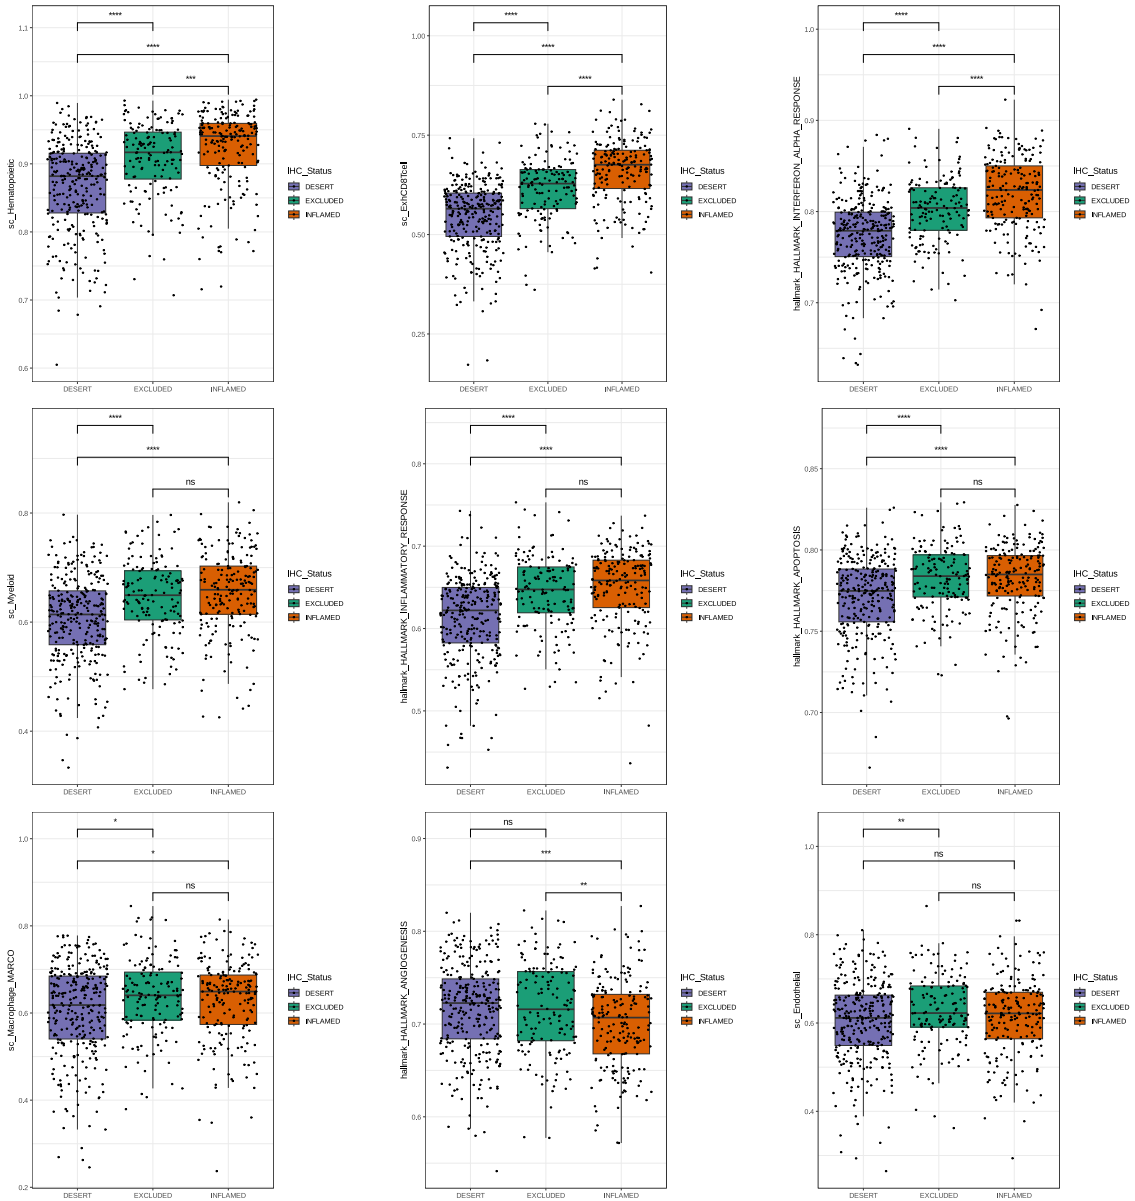 ****
****
***
1.1
1.0
0.9
0.8
0.7
0.6
sc_Hematopoietic
DESERT
EXCLUDED
INFLAMED
IHC_Status
DESERT
EXCLUDED
INFLAMED
****
****
****
1.00
0.75
0.50
0.25
sc_ExhCD8Tcell
DESERT
EXCLUDED
INFLAMED
IHC_Status
DESERT
EXCLUDED
INFLAMED
****
****
****
1.0
0.9
0.8
0.7
hallmark_HALLMARK_INTERFERON_ALPHA_RESPONSE
DESERT
EXCLUDED
INFLAMED
IHC_Status
DESERT
EXCLUDED
INFLAMED
****
****
ns
0.8
0.6
0.4
sc_Myeloid
DESERT
EXCLUDED
INFLAMED
IHC_Status
DESERT
EXCLUDED
INFLAMED
****
****
ns
0.8
0.7
0.6
0.5
hallmark_HALLMARK_INFLAMMATORY_RESPONSE
DESERT
EXCLUDED
INFLAMED
IHC_Status
DESERT
EXCLUDED
INFLAMED
****
****
ns
0.85
0.80
0.75
0.70
hallmark_HALLMARK_APOPTOSIS
DESERT
EXCLUDED
INFLAMED
IHC_Status
DESERT
EXCLUDED
INFLAMED
*
*
ns
1.0
0.8
0.6
0.4
0.2
sc_Macrophage_MARCO
DESERT
EXCLUDED
INFLAMED
IHC_Status
DESERT
EXCLUDED
INFLAMED
ns
***
**
0.9
0.8
0.7
0.6
hallmark_HALLMARK_ANGIOGENESIS
DESERT
EXCLUDED
INFLAMED
IHC_Status
DESERT
EXCLUDED
INFLAMED
**
ns
ns
1.0
0.8
0.6
0.4
sc_Endothelial
DESERT
EXCLUDED
INFLAMED
IHC_Status
DESERT
EXCLUDED
INFLAMED